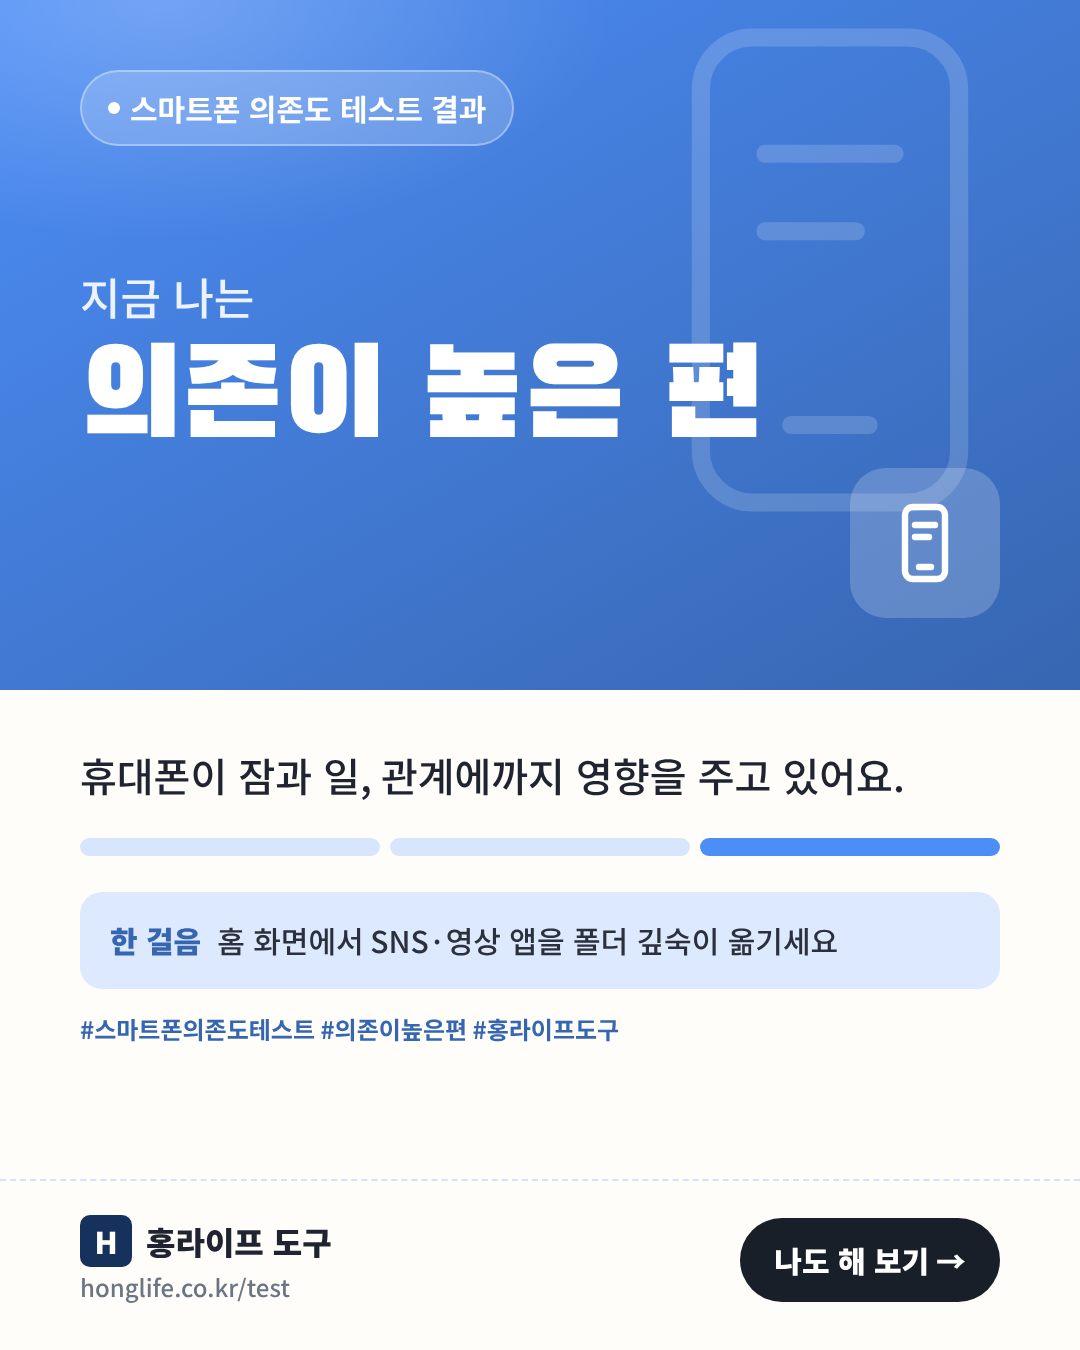 스마트폰 의존도 테스트 결과
지금 나는
의존이 높은 편
휴대폰이 잠과 일, 관계에까지 영향을 주고 있어요.
한 걸음 홈 화면에서 SNS·영상 앱을 폴더 깊숙이 옮기세요
#스마트폰의존도테스트 #의존이높은편 #홍라이프도구
H 홍라이프 도구
honglife.co.kr/test
나도 해 보기 →